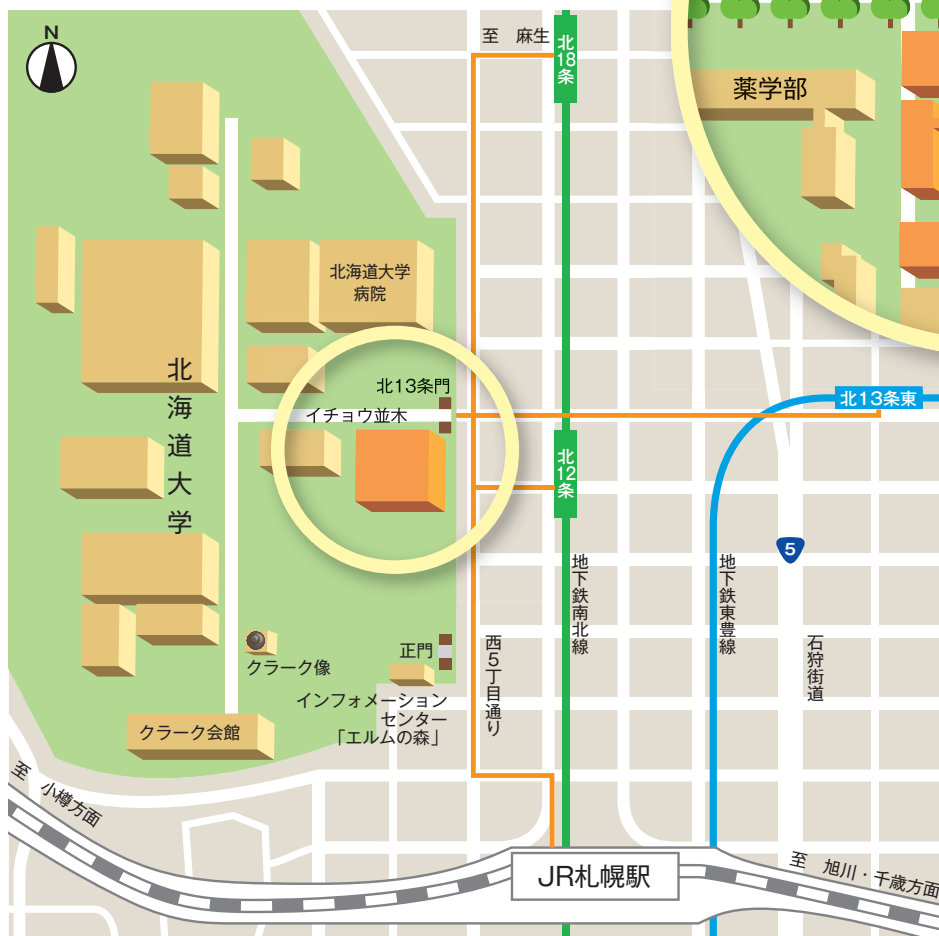 N
至　麻生
北18条
薬学部
北海道大学
病院
北海道大学
北13条門
イチョウ並木
北13条東
北12条
5
地下鉄南北線
地下鉄東豊線
石狩街道
西5丁目通り
正門
クラーク像
インフォメーション
センター
「エルムの森」
クラーク会館
至　小樽方面
JR札幌駅
至　旭川・千歳方面